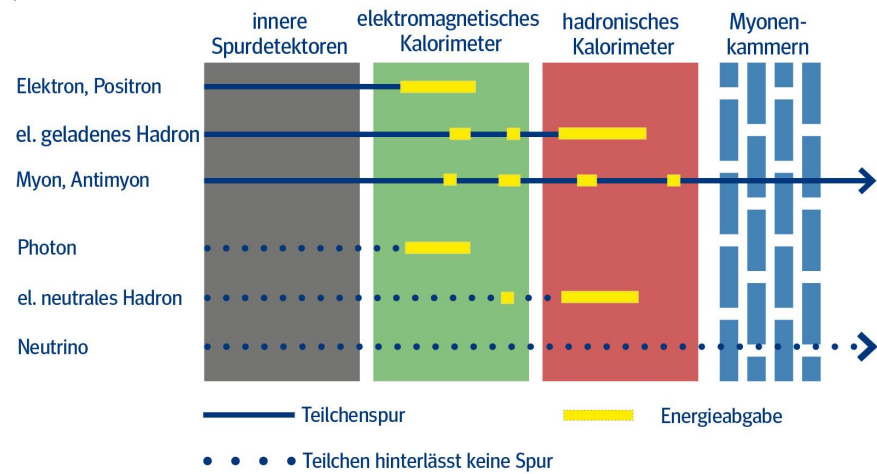 innere
Spurdetektoren
elektromagnetisches
Kalorimeter
hadronisches
Kalorimeter
Myonen-
kammern
Elektron, Positron
el. geladenes Hadron
Myon, Antimyon
Photon
el. neutrales Hadron
Neutrino
Teilchenspur
Energieabgabe
Teilchen hinterlässt keine Spur